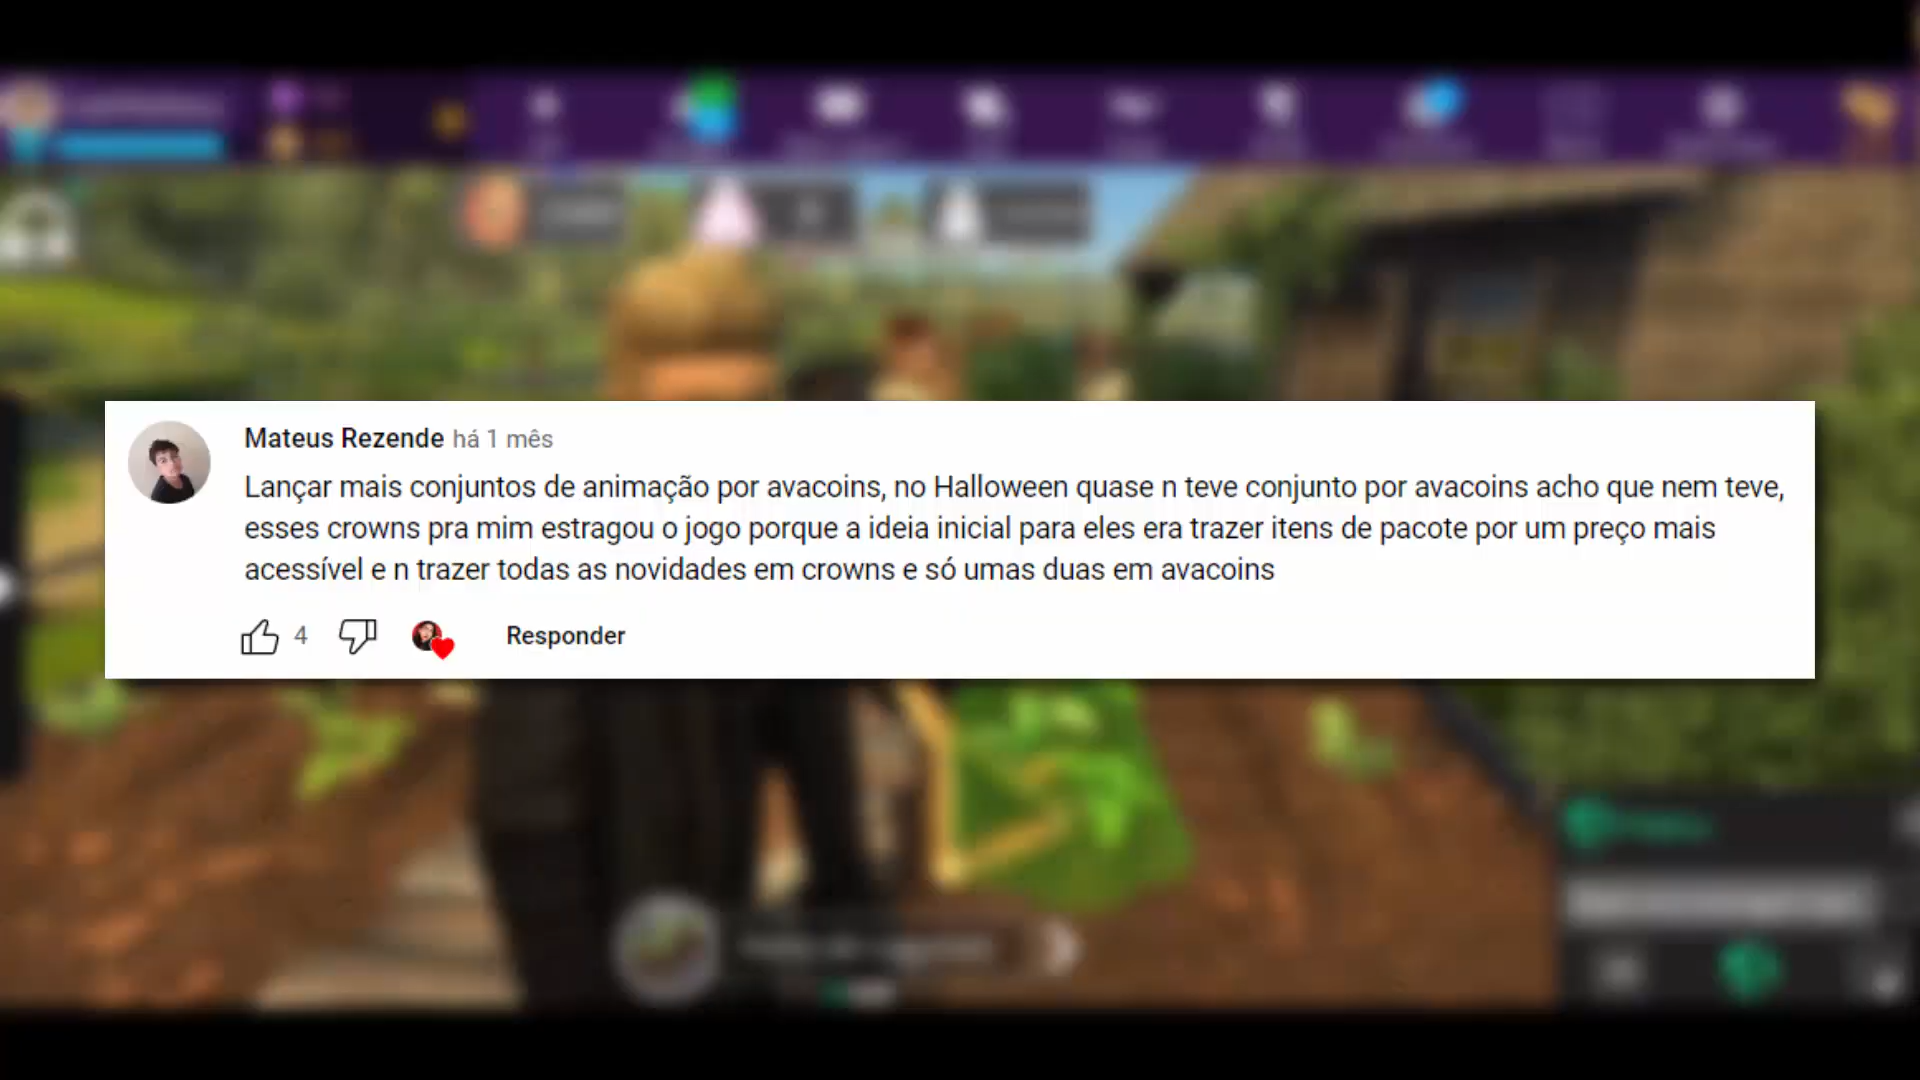 Mateus Rezende há 1 mês
Lançar mais conjuntos de animação por avacoins, no Halloween quase n teve conjunto por avacoins acho que nem teve,
esses crowns pra mim estragou o jogo porque a ideia inicial para eles era trazer itens de pacote por um preço mais
acessível e n trazer todas as novidades em crowns e só umas duas em avacoins
4 Responder